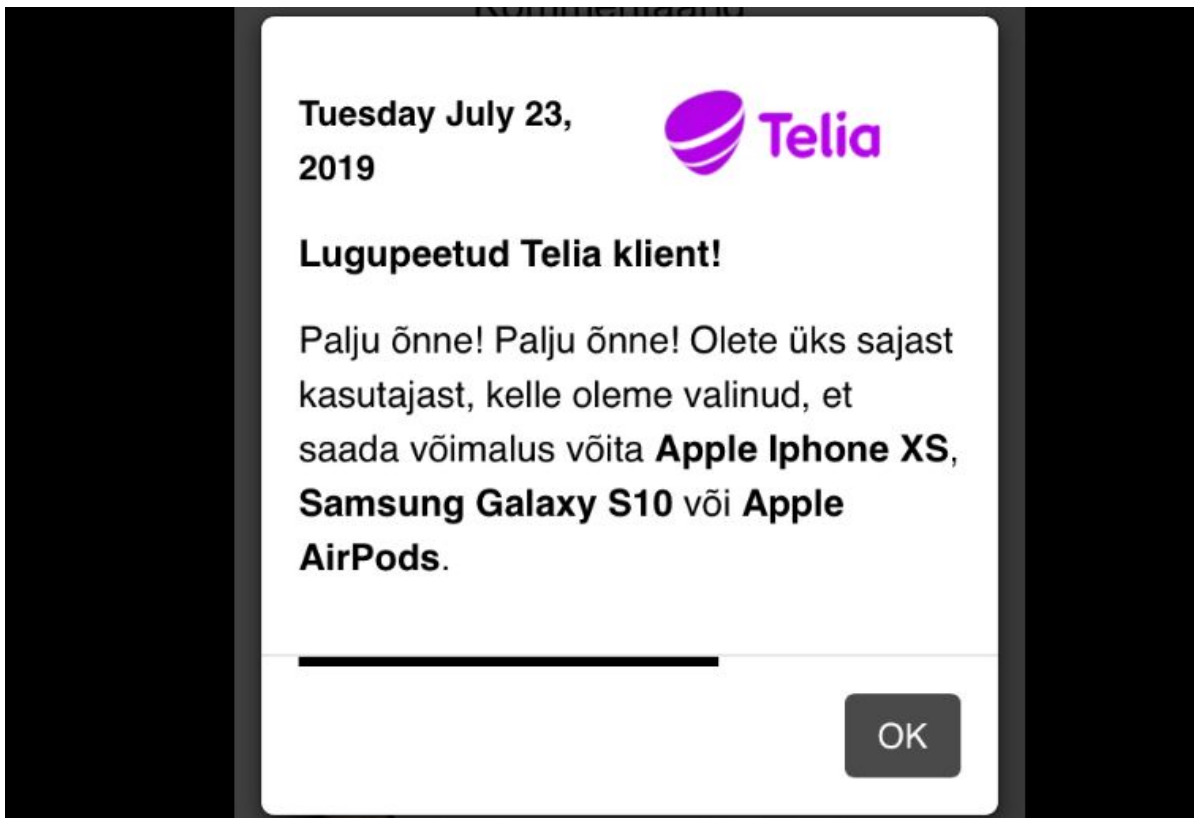 Tuesday July 23,
2019
Telia
Lugupeetud Telia klient!
Palju õnne! Palju õnne! Olete üks sajast
kasutajast, kelle oleme valinud, et
saada võimalus võita Apple Iphone XS,
Samsung Galaxy S10 või Apple
AirPods.
OK